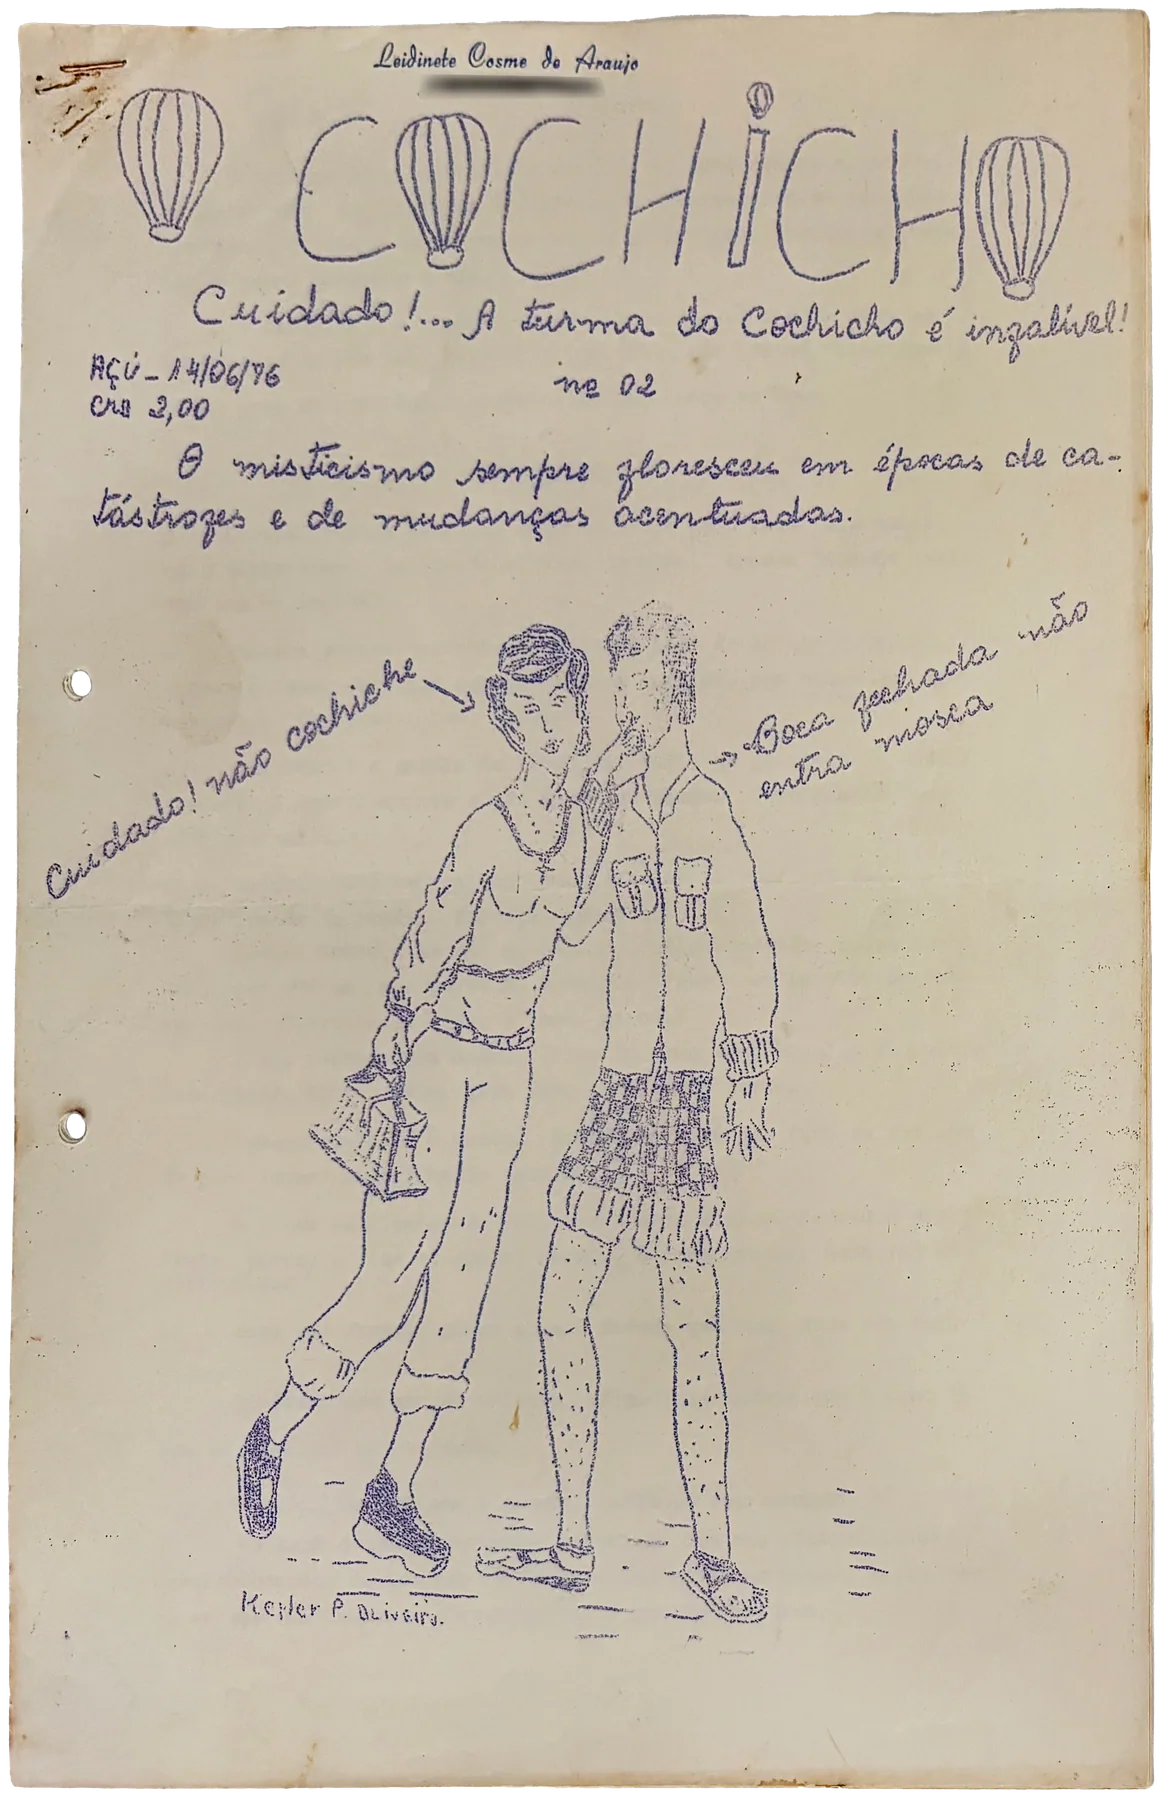 Leidinete Cosme de Araujo
COCHICHO
Cuidado!... A turma do Cochicho é infalível!
AÇÚ - 14/06/76
nº 02
Cr$ 2,00
O misticismo sempre floresceu em épocas de ca-
tástrofes e de mudanças acentuadas.
Cuidado! não cochiche
Boca fechada não
entra mosca
Kepler P. Oliveira.